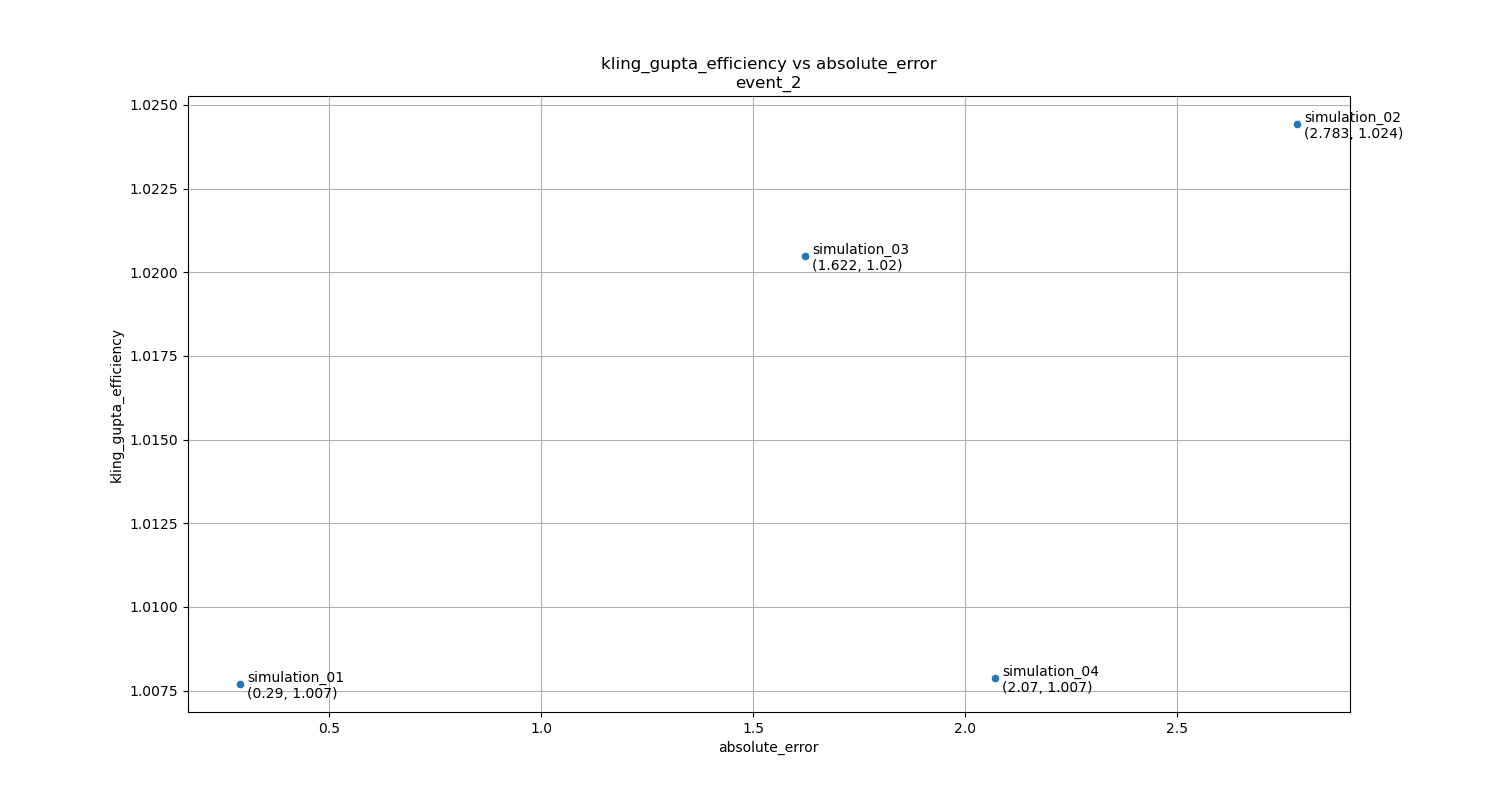 kling_gupta_efficiency vs absolute_error
event_2
1.0250
1.0225
1.0200
1.0175
1.0150
1.0125
1.0100
1.0075
kling_gupta_efficiency
simulation_02
(2.783, 1.024)
simulation_03
(1.622, 1.02)
simulation_01
(0.29, 1.007)
simulation_04
(2.07, 1.007)
0.5 1.0 1.5 2.0 2.5
absolute_error